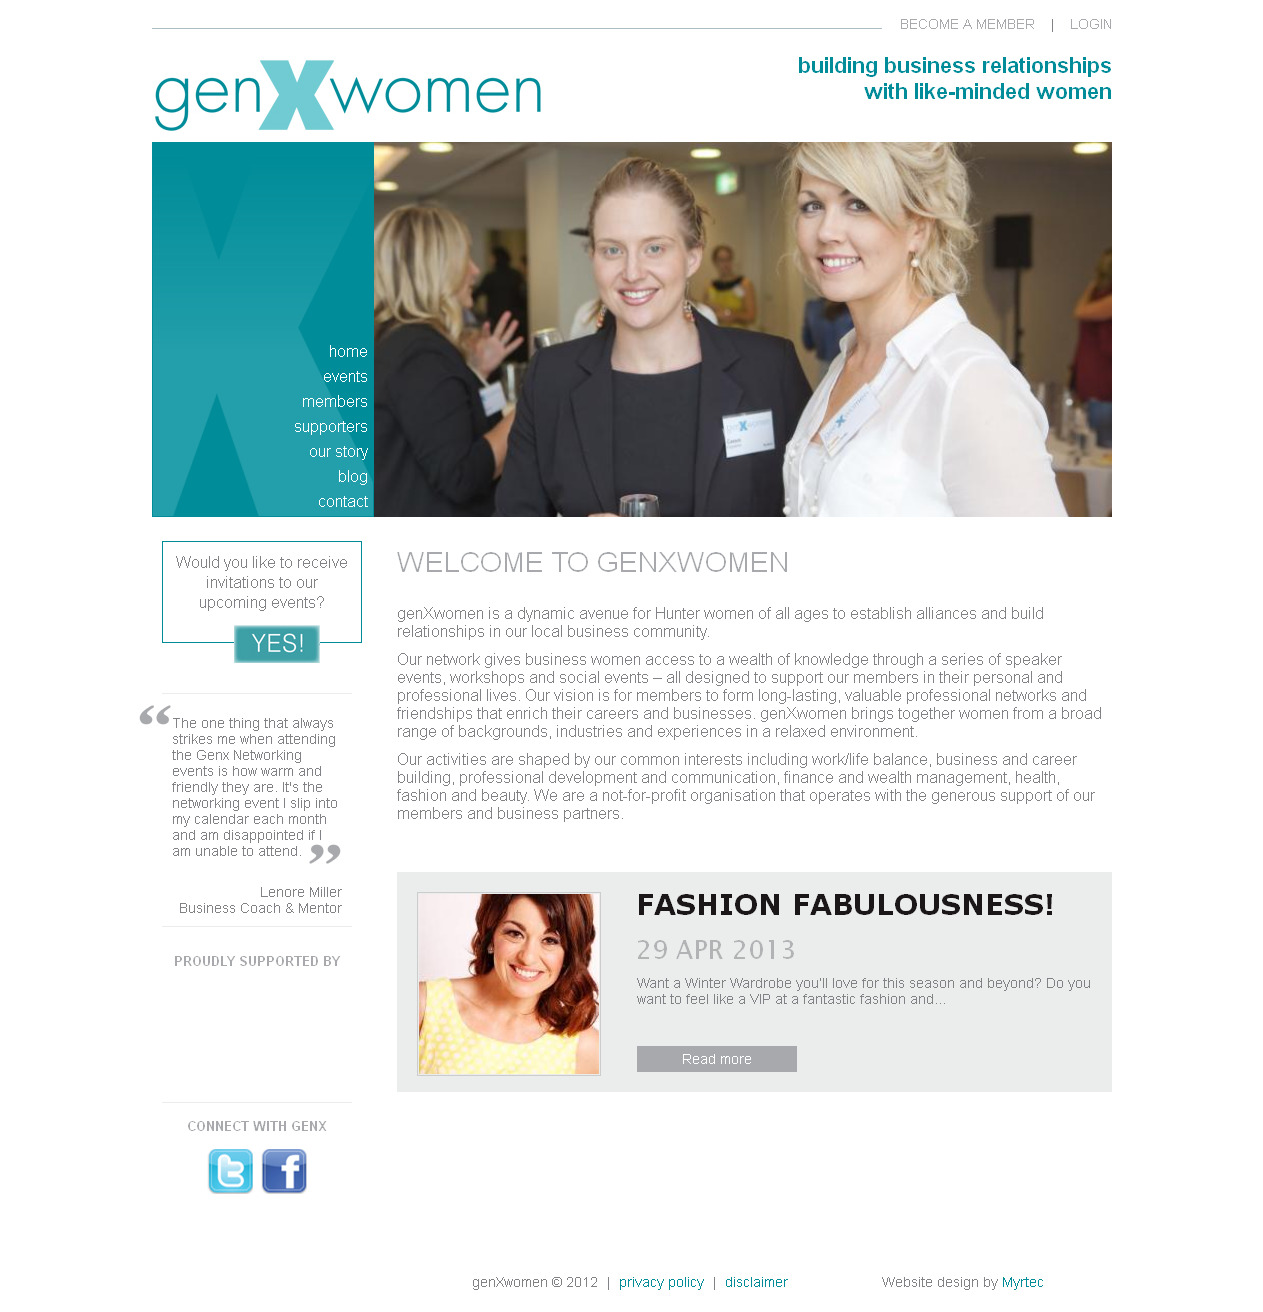 BECOME A MEMBER | LOGIN
genXwomen
building business relationships
with like-minded women
home
events
members
supporters
our story
blog
contact
genXwomen
Would you like to receive
invitations to our
upcoming events?
YES!
“The one thing that always
strikes me when attending
the Genx Networking
events is how warm and
friendly they are. It's the
networking event I slip into
my calendar each month
and am disappointed if I
am unable to attend. ”
Lenore Miller
Business Coach & Mentor
PROUDLY SUPPORTED BY
CONNECT WITH GENX
WELCOME TO GENXWOMEN
genXwomen is a dynamic avenue for Hunter women of all ages to establish alliances and build
relationships in our local business community.
Our network gives business women access to a wealth of knowledge through a series of speaker
events, workshops and social events – all designed to support our members in their personal and
professional lives. Our vision is for members to form long-lasting, valuable professional networks and
friendships that enrich their careers and businesses. genXwomen brings together women from a broad
range of backgrounds, industries and experiences in a relaxed environment.
Our activities are shaped by our common interests including work/life balance, business and career
building, professional development and communication, finance and wealth management, health,
fashion and beauty. We are a not-for-profit organisation that operates with the generous support of our
members and business partners.
FASHION FABULOUSNESS!
29 APR 2013
Want a Winter Wardrobe you'll love for this season and beyond? Do you
want to feel like a VIP at a fantastic fashion and...
Read more
genXwomen © 2012 | privacy policy | disclaimer
Website design by Myrtec